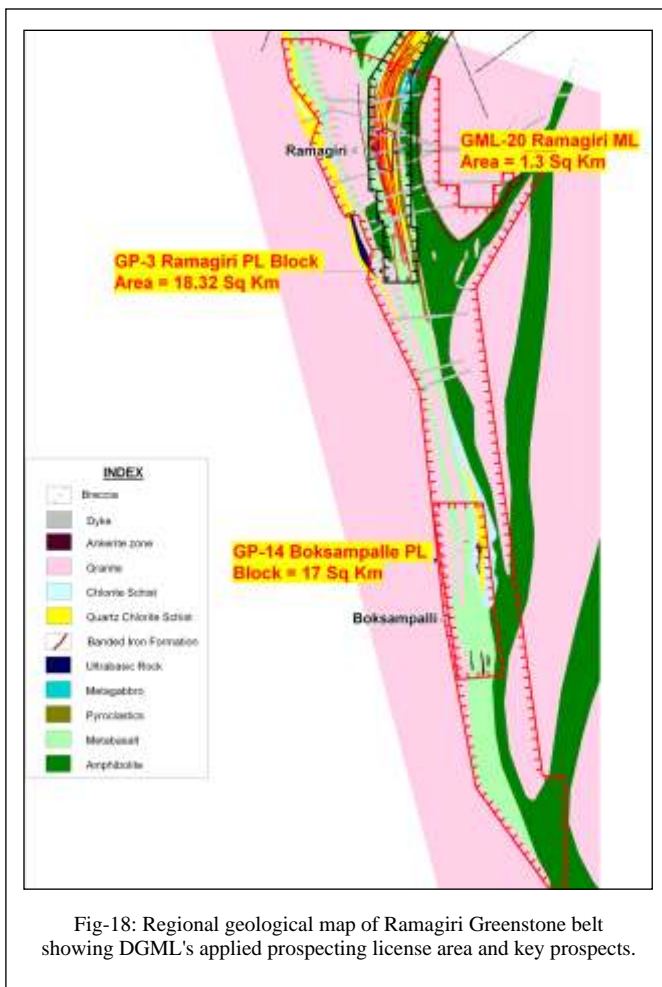 GML-20 Ramagiri ML
Area = 1.3 Sq Km
Ramagiri
GP-3 Ramagiri PL Block
Area = 18.32 Sq Km
INDEX
Breccia
Dyke
Ankerite zone
Granite
Chlorite Schist
Quartz Chlorite Schist
Banded Iron Formation
Ultrabasic Rock
Metagabbro
Pyroclastics
Metabasalt
Amphibolite
GP-14 Boksampalle PL
Block = 17 Sq Km
Boksampalli
Fig-18: Regional geological map of Ramagiri Greenstone belt
showing DGML's applied prospecting license area and key prospects.